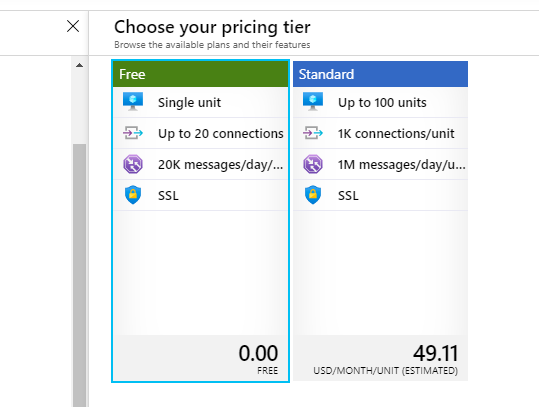 Choose your pricing tier
Browse the available plans and their features
Free
Single unit
Up to 20 connections
20K messages/day/...
SSL
0.00
FREE
Standard
Up to 100 units
1K connections/unit
1M messages/day/u...
SSL
49.11
USD/MONTH/UNIT (ESTIMATED)